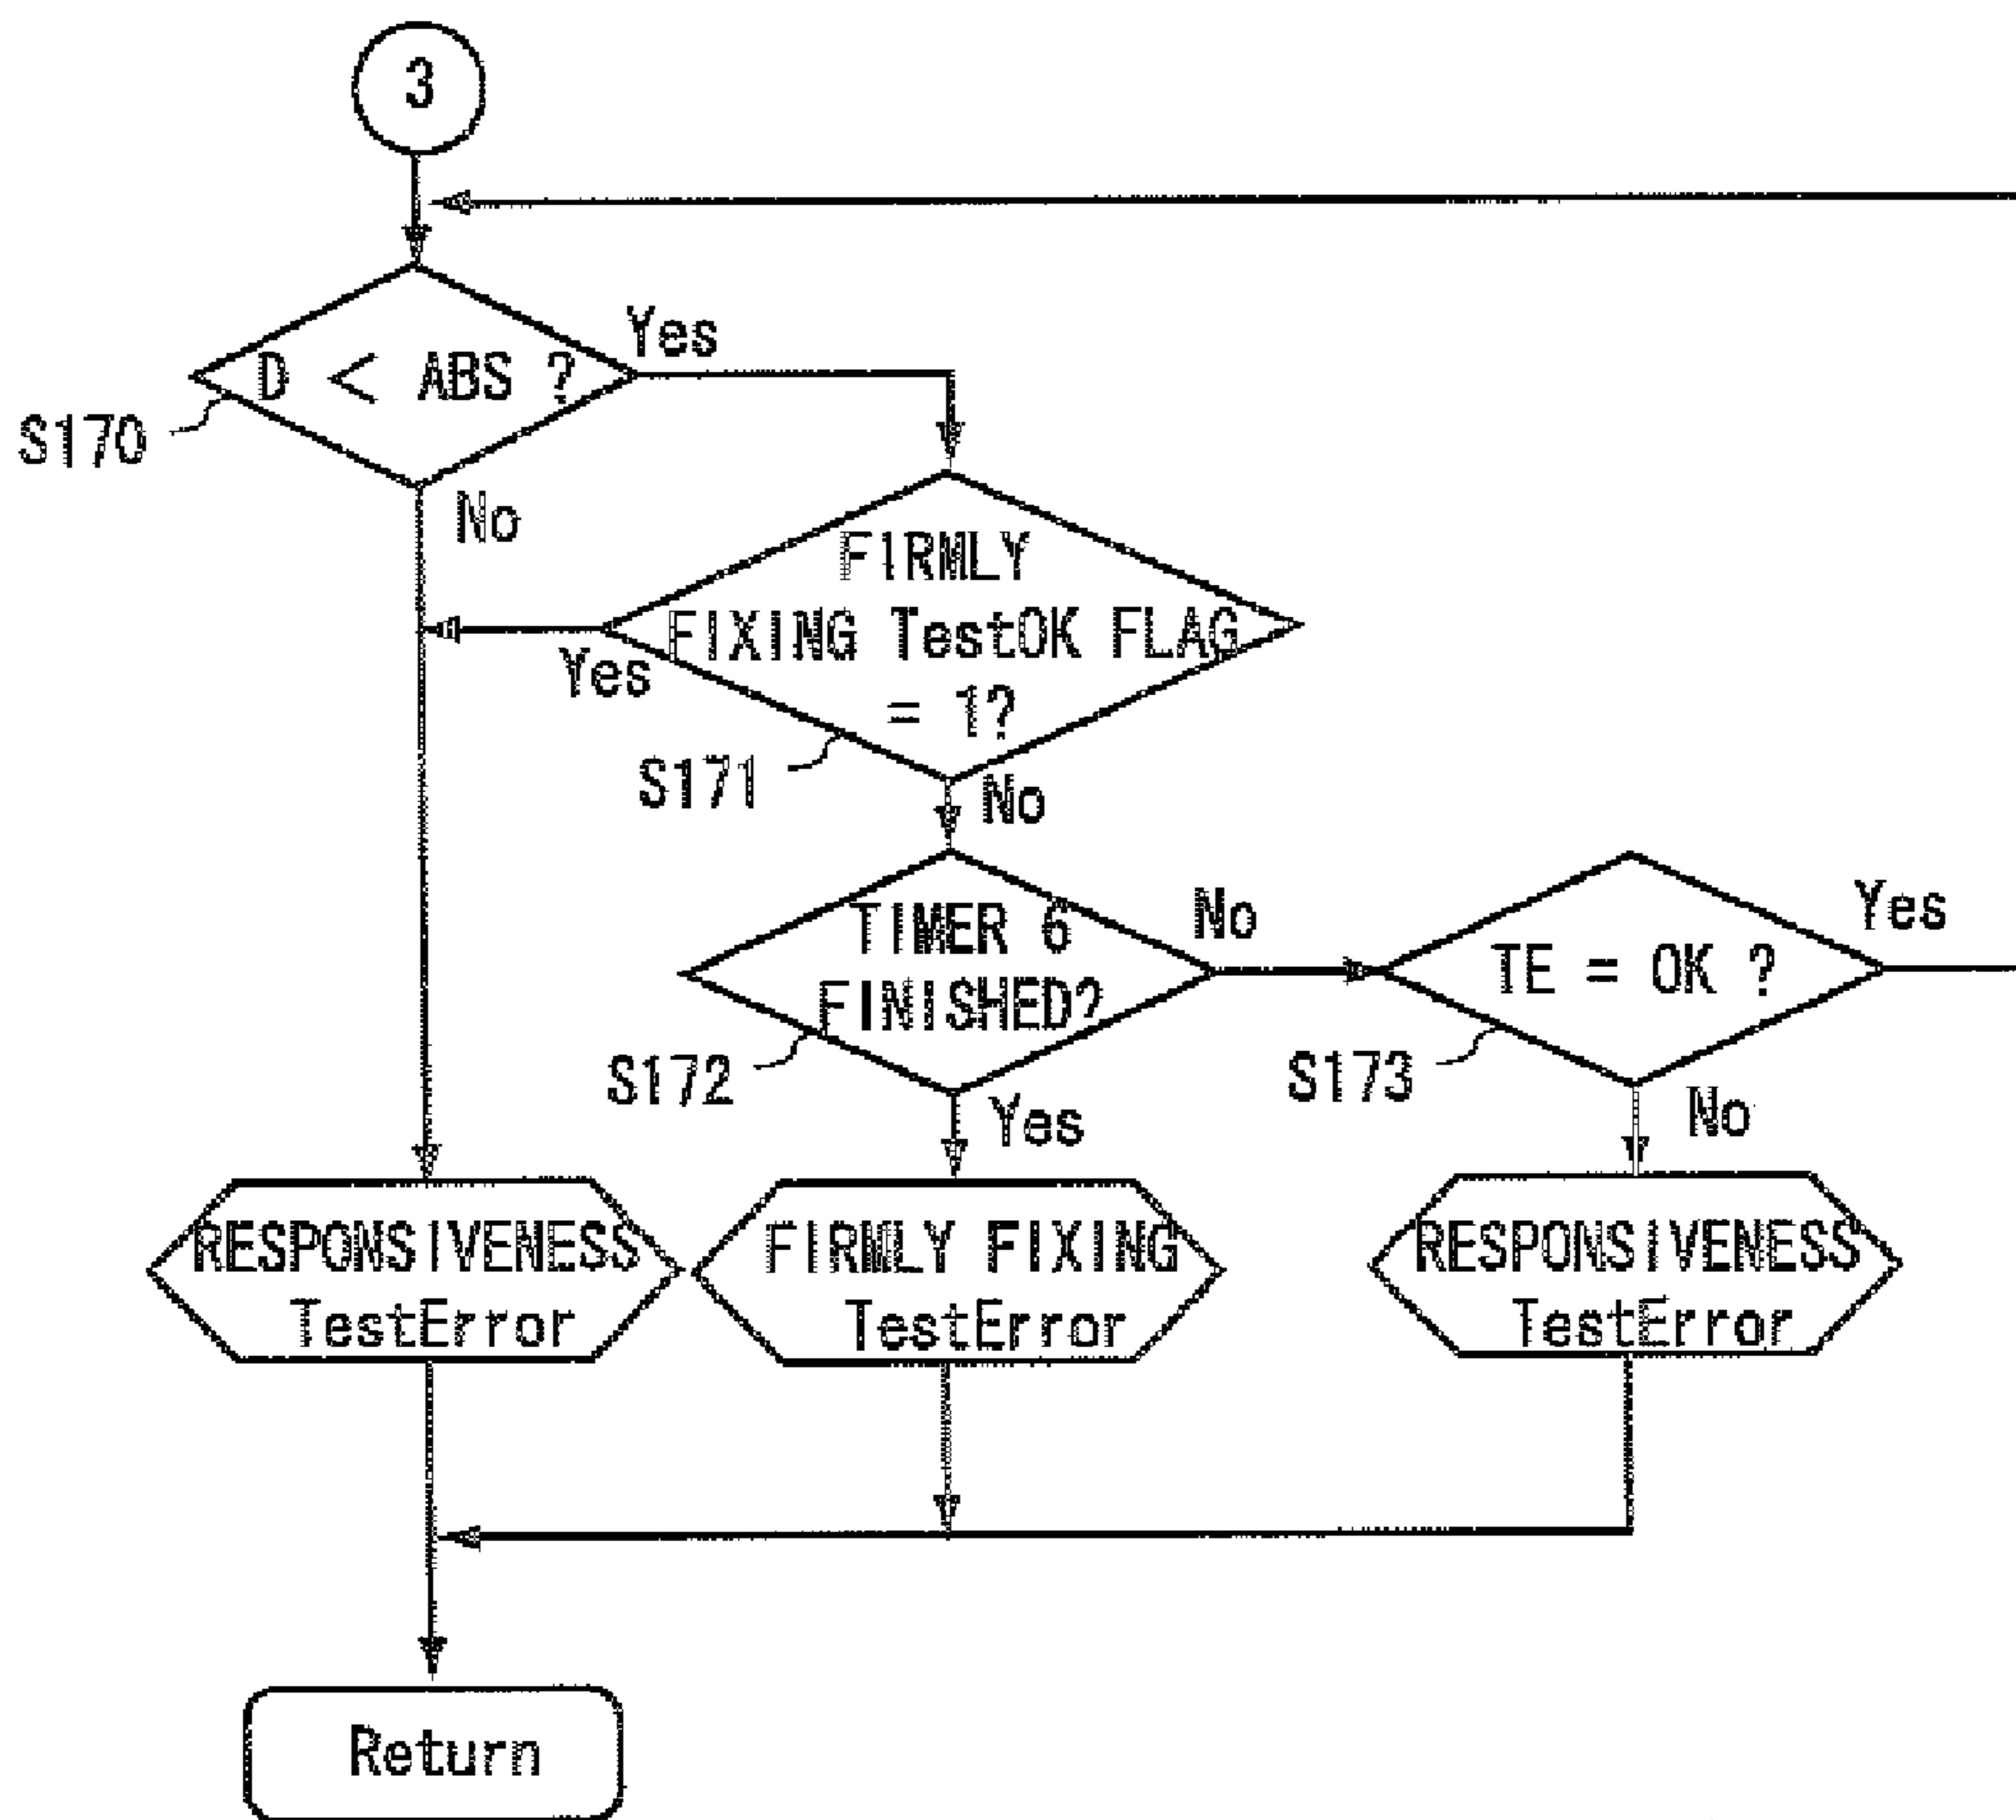 3
D < ABS ?
Yes
S170
No
FIRMLY
FIXING TestOK FLAG
= 1?
Yes
S171
No
TIMER 6
FINISHED?
No
S172
Yes
TE = OK ?
Yes
S173
No
RESPONSIVENESS
TestError
FIRMLY FIXING
TestError
RESPONSIVENESS
TestError
Return